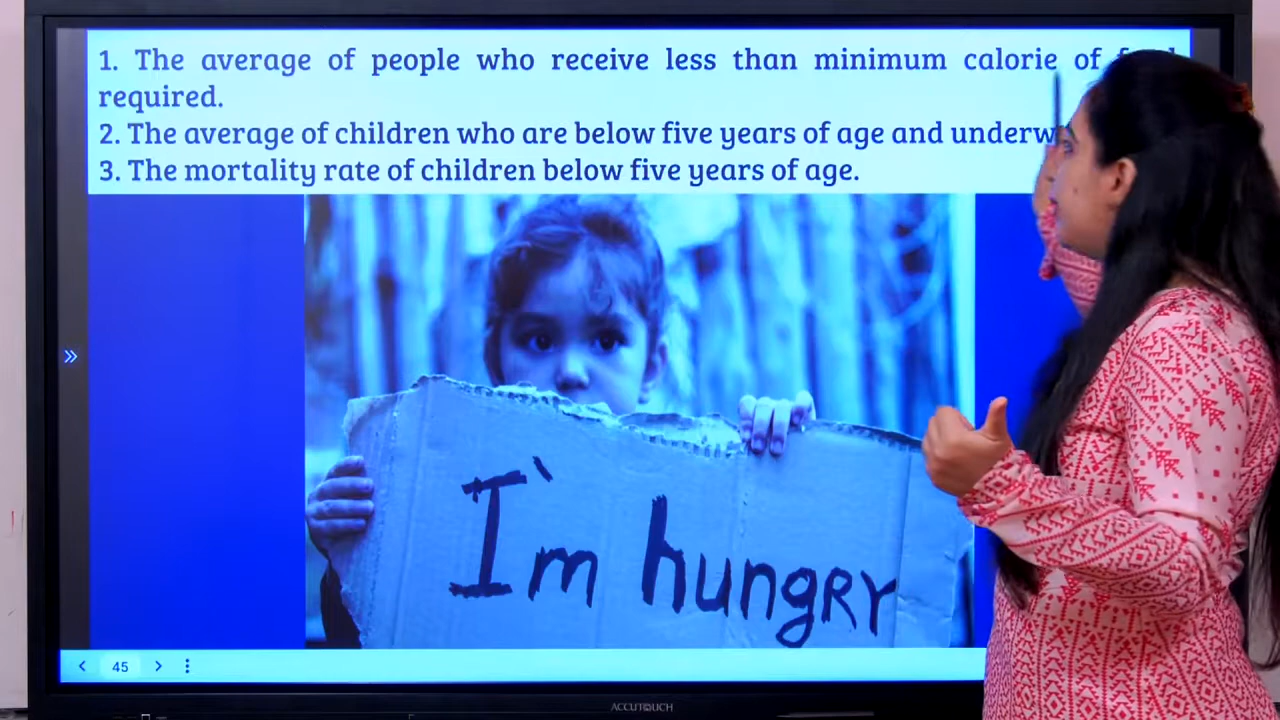 1. The average of people who receive less than minimum calorie of
required.
2. The average of children who are below five years of age and
3. The mortality rate of children below five years of age.
I'm hungry
45
ACCUTOUCH